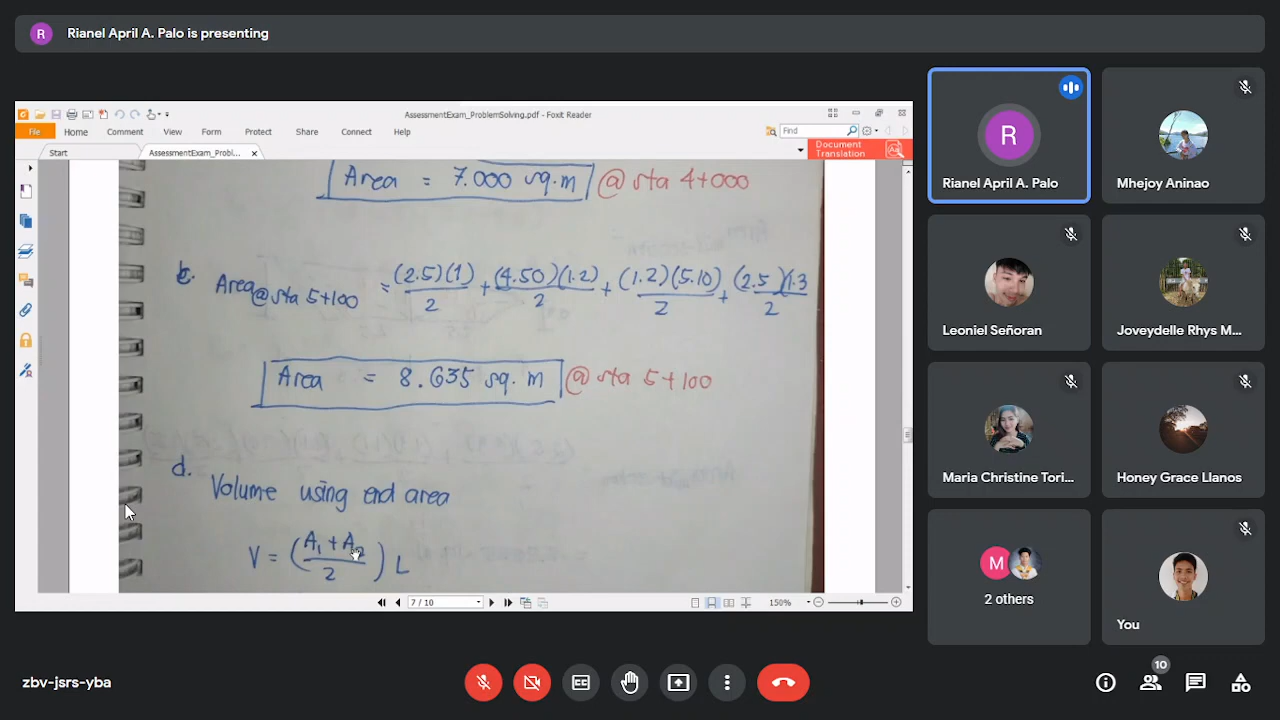 R Rianel April A. Palo is presenting
AssessmentExam_ProblemSolving.pdf - Foxit Reader
File Home Comment View Form Protect Share Connect Help Find
Document
Translation
Start AssessmentExam_Probl...
Area = 7.000 sq.m @ sta 4+000
c. Area@sta 5+100 = (2.5)(1)/2 + (4.50)(1.2)/2 + (1.2)(5.10)/2 + (2.5)(1.3/2
Area = 8.635 sq.m @ sta 5+100
d. Volume using end area
V = (A1 + A2/2) L
7 / 10
150%
R
Rianel April A. Palo
Mhejoy Aninao
Leoniel Señoran
Joveydelle Rhys M...
Maria Christine Tori...
Honey Grace Llanos
M
2 others
You
zbv-jsrs-yba
10